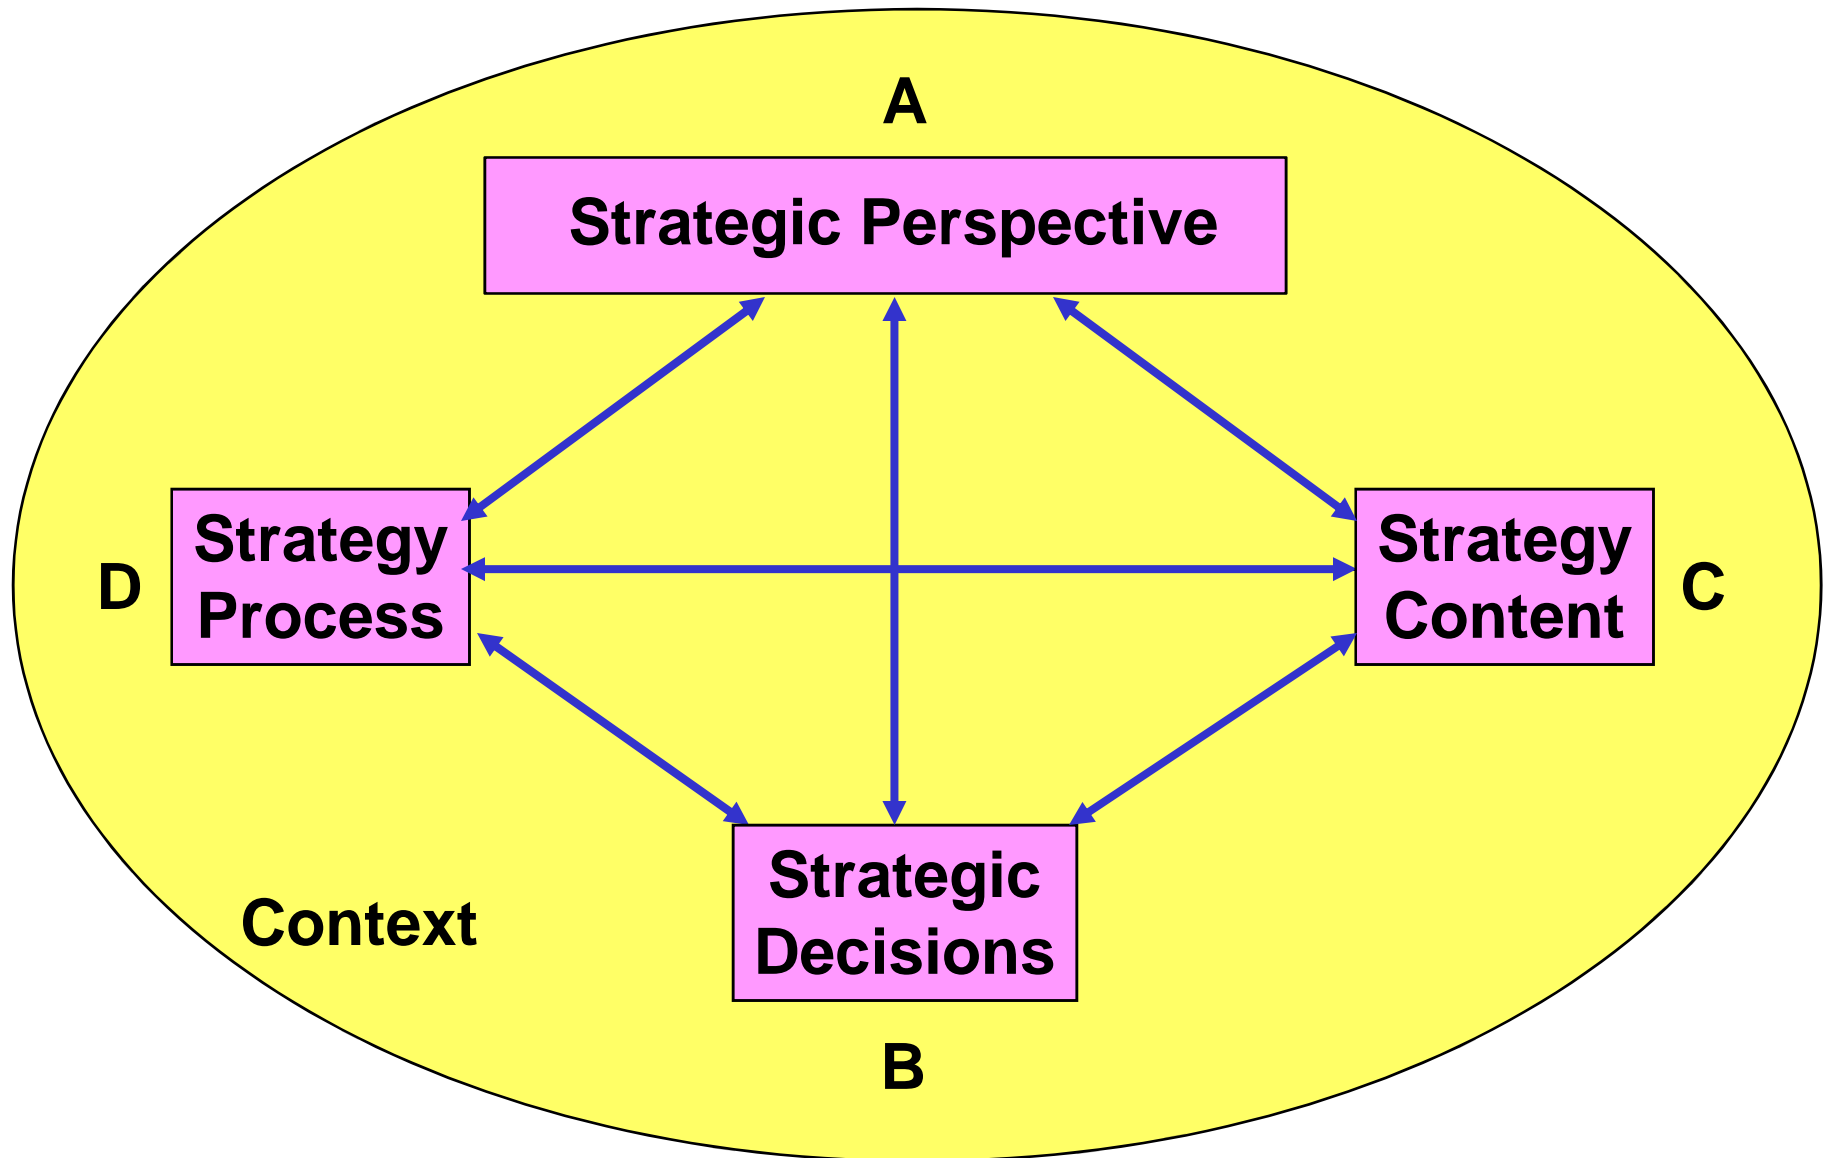 A
Strategic Perspective
Strategy
Process
D
Strategy
Content
C
Strategic
Decisions
Context
B